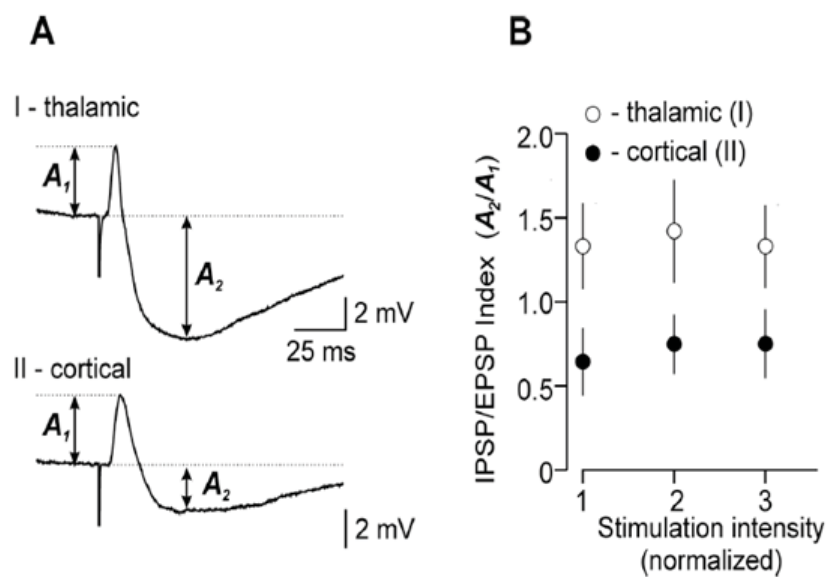 A
I - thalamic
A₁
A₂
2 mV
25 ms
II - cortical
A₁
A₂
2 mV
B
- thalamic (I)
- cortical (II)
IPSP/EPSP Index (A₂/A₁)
2.0
1.5
1.0
0.5
0
1 2 3
Stimulation intensity
(normalized)